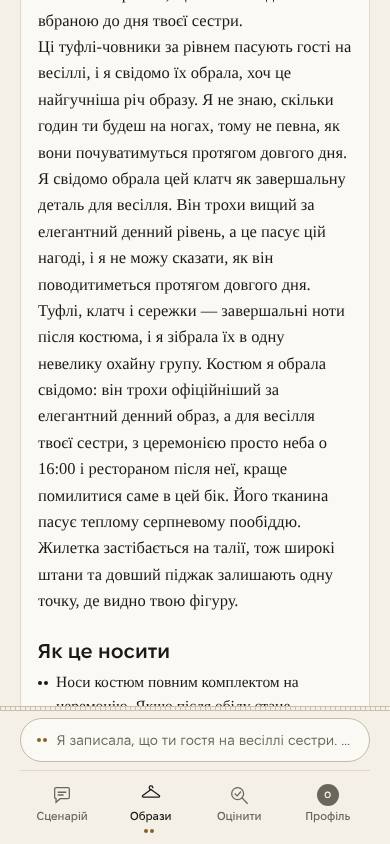 вбраною до дня твоєї сестри.
Ці туфлі-човники за рівнем пасують гості на
весіллі, і я свідомо їх обрала, хоч це
найгучніша річ образу. Я не знаю, скільки
годин ти будеш на ногах, тому не певна, як
вони почуватимуться протягом довгого дня.
Я свідомо обрала цей клатч як завершальну
деталь для весілля. Він трохи вищий за
елегантний денний рівень, а це пасує цій
нагоді, і я не можу сказати, як він
поводитиметься протягом довгого дня.
Туфлі, клатч і сережки — завершальні ноти
після костюма, і я зібрала їх в одну
невелику охайну групу. Костюм я обрала
свідомо: він трохи офіційніший за
елегантний денний образ, а для весілля
твоєї сестри, з церемонією просто неба о
16:00 і рестораном після неї, краще
помилитися саме в цей бік. Його тканина
пасує теплому серпневому пообіддю.
Жилетка застібається на талії, тож широкі
штани та довший піджак залишають одну
точку, де видно твою фігуру.
Як це носити
•• Носи костюм повним комплектом на
церемонію. Якщо після обіду стане
•• Я записала, що ти гостя на весіллі сестри. ...
Сценарій
Образи
Оцінити
О
Профіль